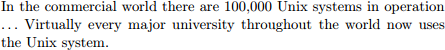 In the commercial world there are 100,000 Unix systems in operation
... Virtually every major university throughout the world now uses
the Unix system.